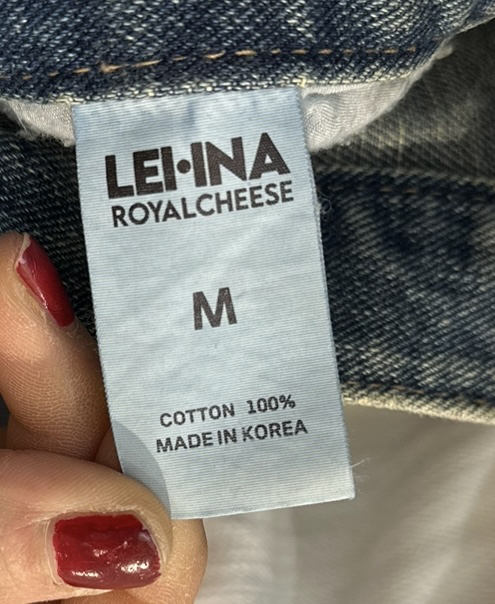 LEI•INA
ROYALCHEESE
M
COTTON 100%
MADE IN KOREA